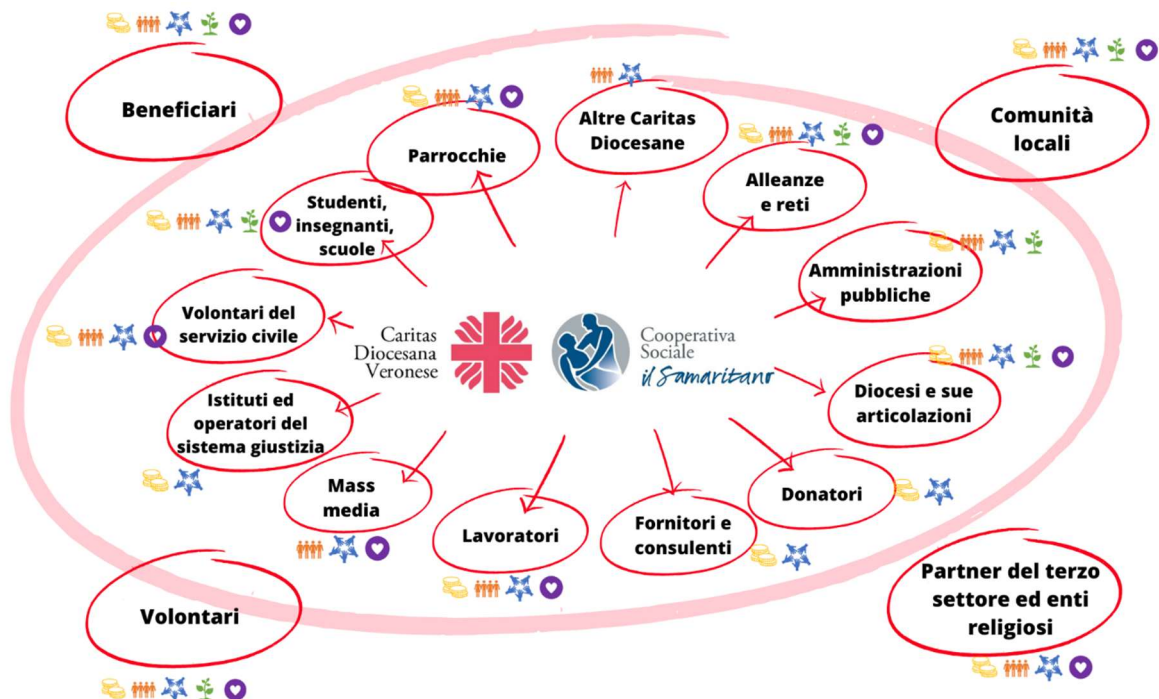 Beneficiari
Comunità
locali
Parrocchie
Altre Caritas
Diocesane
Alleanze
e reti
Studenti,
insegnanti,
scuole
Amministrazioni
pubbliche
Volontari del
servizio civile
Caritas
Diocesana
Veronese
Cooperativa
Sociale
il Samaritano
Diocesi e sue
articolazioni
Istituti ed
operatori del
sistema giustizia
Mass
media
Lavoratori
Fornitori e
consulenti
Donatori
Volontari
Partner del terzo
settore ed enti
religiosi